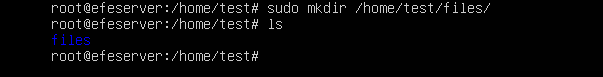 root@efeserver:/home/test# sudo mkdir /home/test/files/
root@efeserver:/home/test# ls
files
root@efeserver:/home/test#